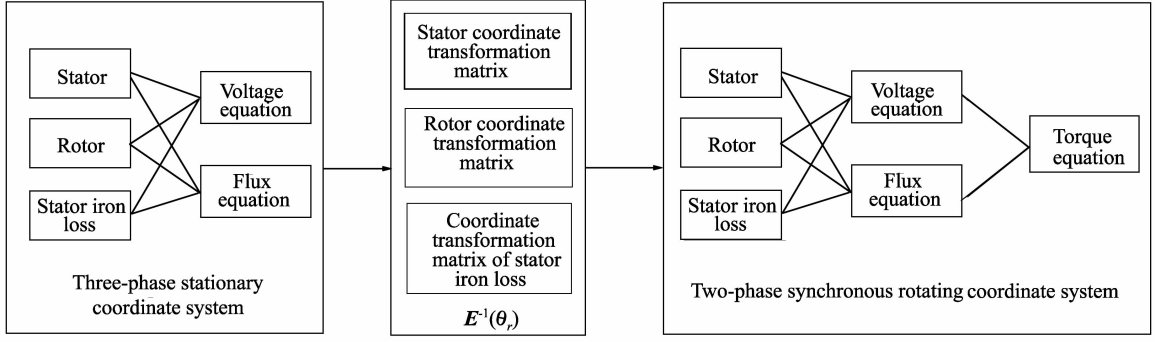 Stator
Rotor
Stator iron
loss
Voltage
equation
Flux
equation
Three-phase stationary
coordinate system
Stator coordinate
transformation
matrix
Rotor coordinate
transformation
matrix
Coordinate
transformation
matrix of stator
iron loss
E⁻¹(θᵣ)
Stator
Rotor
Stator iron
loss
Voltage
equation
Flux
equation
Torque
equation
Two-phase synchronous rotating coordinate system